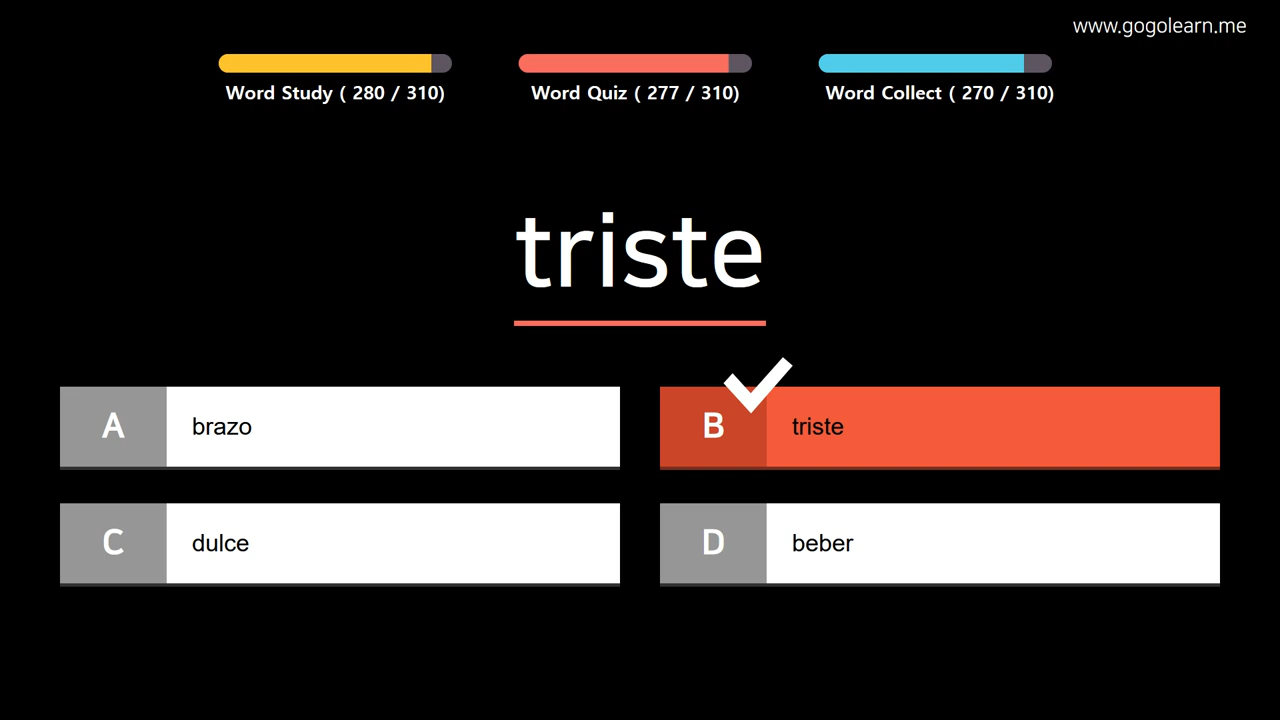 www.gogolearn.me
Word Study ( 280 / 310)
Word Quiz ( 277 / 310)
Word Collect ( 270 / 310)
triste
A brazo
B triste
C dulce
D beber